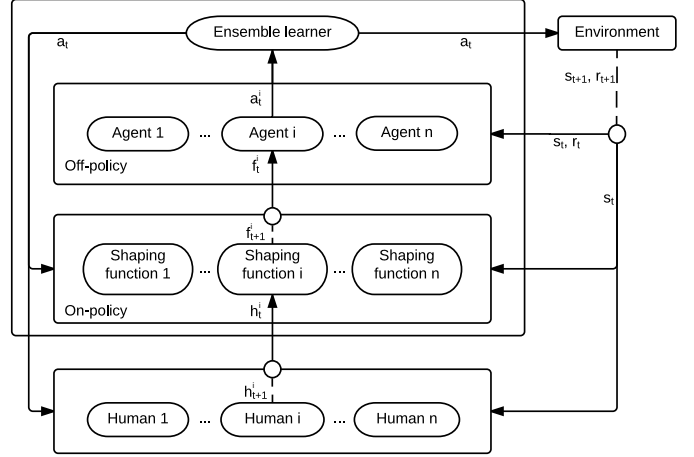 Ensemble learner
Environment
a_t
a_t
s_{t+1}, r_{t+1}
a_t^i
Agent 1 ... Agent i ... Agent n
Off-policy
f_t^i
s_t, r_t
s_t
f_{t+1}^i
Shaping function 1 ... Shaping function i ... Shaping function n
On-policy
h_t^i
h_{t+1}^i
Human 1 ... Human i ... Human n